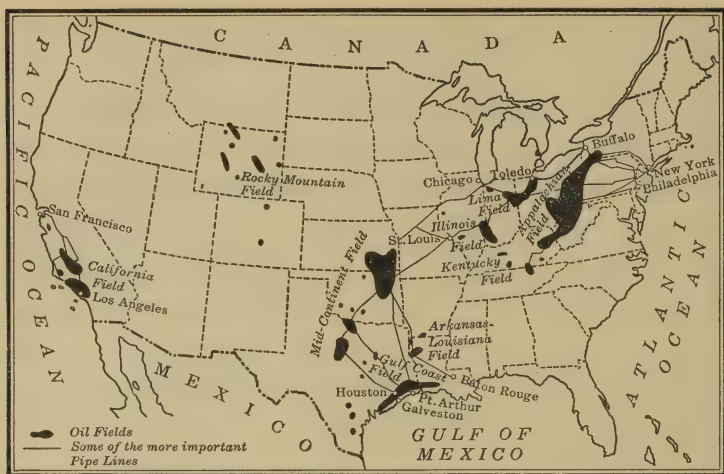 CANADA
PACIFIC OCEAN
Buffalo
Chicago
Toledo
New York
Philadelphia
Rocky Mountain
Field
Lima
Field
Appalachian
Field
Illinois
Field
San Francisco
St. Louis
Kentucky
Field
California
Field
Los Angeles
Mid-Continent Field
ATLANTIC
OCEAN
Arkansas-
Louisiana
Field
Gulf Coast
Field
Baton Rouge
MEXICO
Houston
Pt. Arthur
Galveston
Oil Fields
Some of the more important
Pipe Lines
GULF OF
MEXICO